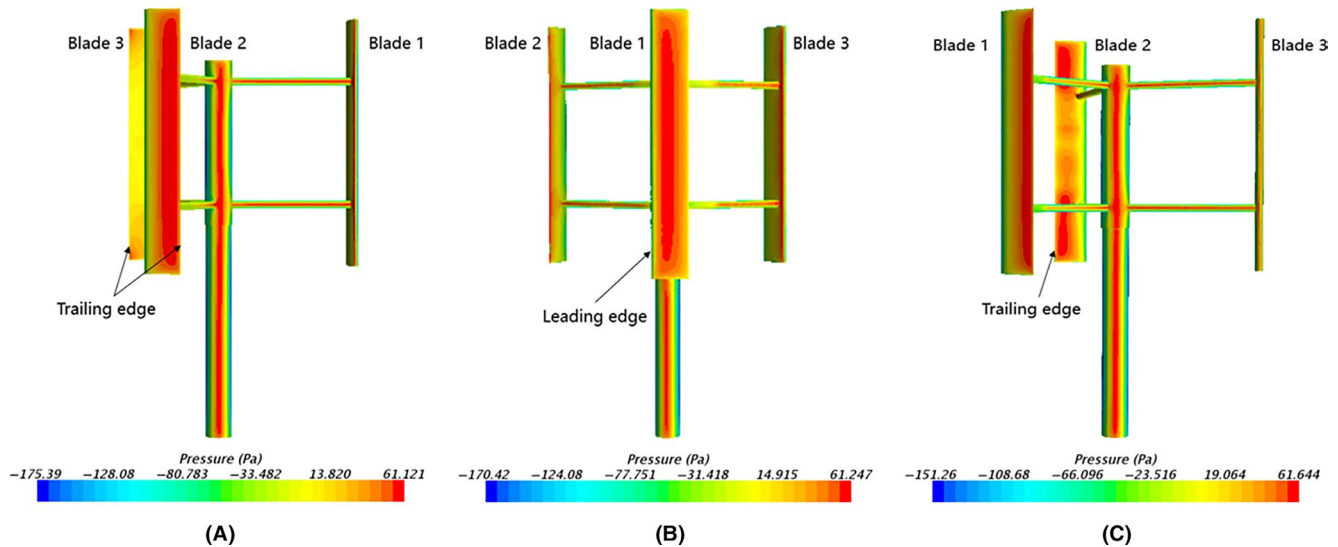 Blade 3
Blade 2
Blade 1
Trailing edge
Pressure (Pa)
−175.39 −128.08 −80.783 −33.482 13.820 61.121
(A)
Blade 2
Blade 1
Blade 3
Leading edge
Pressure (Pa)
−170.42 −124.08 −77.751 −31.418 14.915 61.247
(B)
Blade 1
Blade 2
Blade 3
Trailing edge
Pressure (Pa)
−151.26 −108.68 −66.096 −23.516 19.064 61.644
(C)